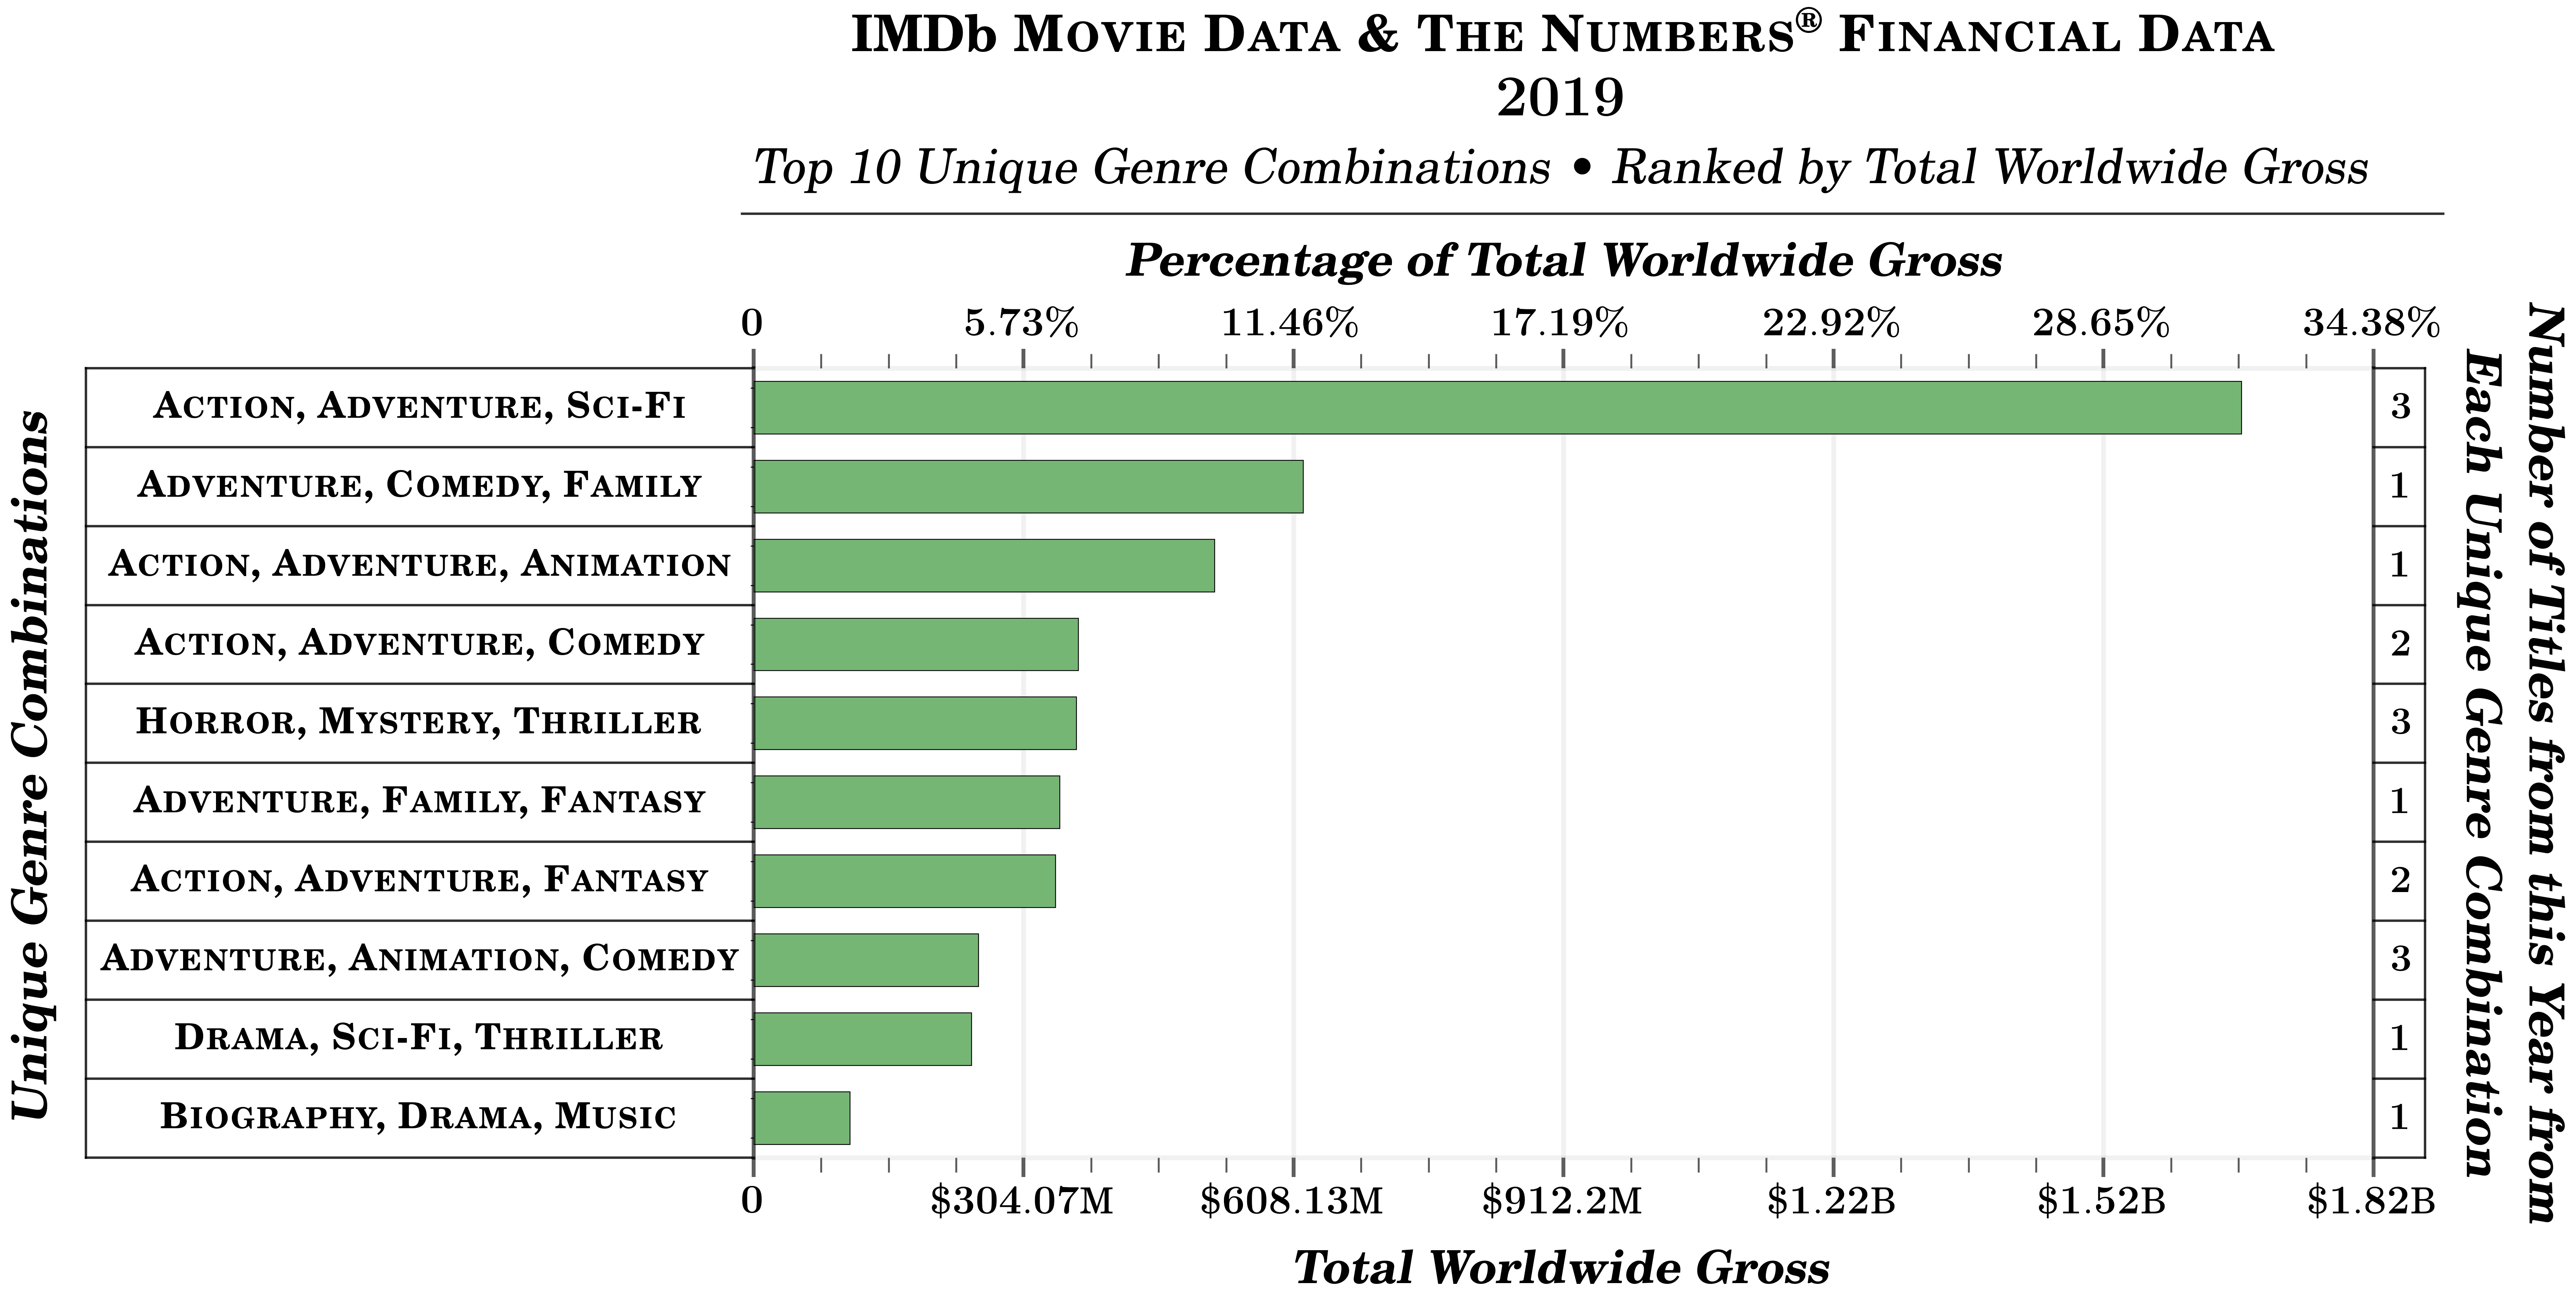 IMDb Movie Data & The Numbers® Financial Data
2019
Top 10 Unique Genre Combinations • Ranked by Total Worldwide Gross
Percentage of Total Worldwide Gross
0 5.73% 11.46% 17.19% 22.92% 28.65% 34.38%
Unique Genre Combinations
Action, Adventure, Sci-Fi 3
Adventure, Comedy, Family 1
Action, Adventure, Animation 1
Action, Adventure, Comedy 2
Horror, Mystery, Thriller 3
Adventure, Family, Fantasy 1
Action, Adventure, Fantasy 2
Adventure, Animation, Comedy 3
Drama, Sci-Fi, Thriller 1
Biography, Drama, Music 1
Number of Titles from this Year from
Each Unique Genre Combination
0 $304.07M $608.13M $912.2M $1.22B $1.52B $1.82B
Total Worldwide Gross